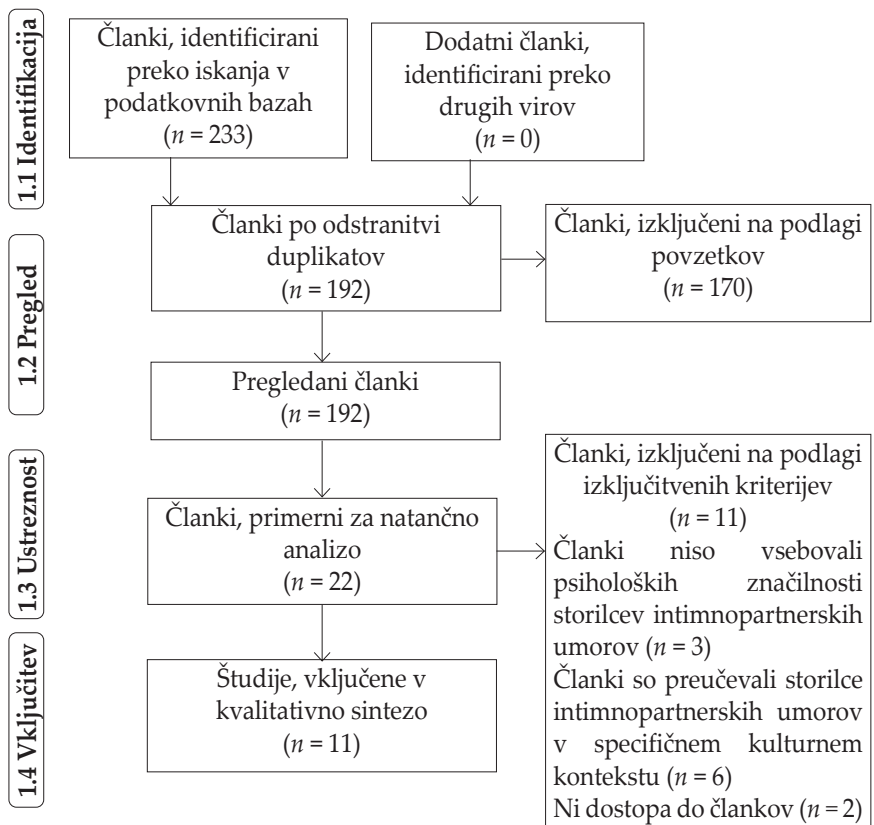 1.1 Identifikacija
Članki, identificirani
preko iskanja v
podatkovnih bazah
(n = 233)
Dodatni članki,
identificirani preko
drugih virov
(n = 0)
1.2 Pregled
Članki po odstranitvi
duplikatov
(n = 192)
Članki, izključeni na podlagi
povzetkov
(n = 170)
Pregledani članki
(n = 192)
1.3 Ustreznost
Članki, primerni za natančno
analizo
(n = 22)
Članki, izključeni na podlagi
izključitvenih kriterijev
(n = 11)
Članki niso vsebovali
psiholoških značilnosti
storilcev intimnopartnerskih
umorov (n = 3)
Članki so preučevali storilce
intimnopartnerskih umorov
v specifičnem kulturnem
kontekstu (n = 6)
Ni dostopa do člankov (n = 2)
1.4 Vključitev
Študije, vključene v
kvalitativno sintezo
(n = 11)